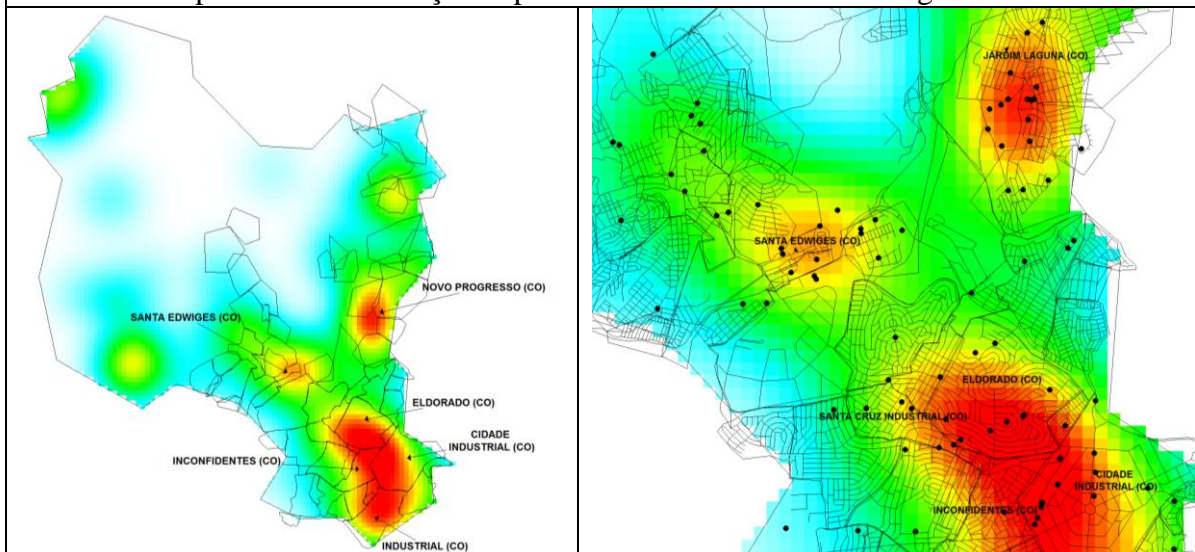 NOVO PROGRESSO (CO)
SANTA EDWIGES (CO)
ELDORADO (CO)
CIDADE
INDUSTRIAL (CO)
INCONFIDENTES (CO)
INDUSTRIAL (CO)
JARDIM LAGUNA (CO)
SANTA EDWIGES (CO)
ELDORADO (CO)
SANTA CRUZ INDUSTRIAL (CO)
CIDADE
INDUSTRIAL (CO)
INCONFIDENTES (CO)